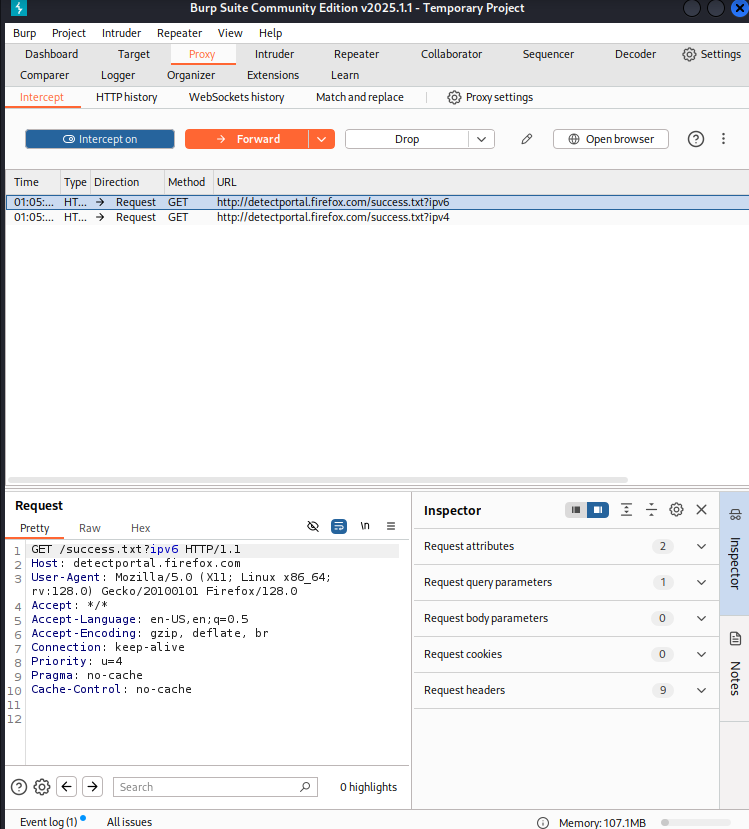 Burp Suite Community Edition v2025.1.1 - Temporary Project
Burp Project Intruder Repeater View Help
Dashboard Target Proxy Intruder Repeater Collaborator Sequencer Decoder Settings
Comparer Logger Organizer Extensions Learn
Intercept HTTP history WebSockets history Match and replace Proxy settings
Intercept on Forward Drop Open browser
Time Type Direction Method URL
01:05:... HT... Request GET http://detectportal.firefox.com/success.txt?ipv6
01:05:... HT... Request GET http://detectportal.firefox.com/success.txt?ipv4
Request
Pretty Raw Hex \n
1 GET /success.txt?ipv6 HTTP/1.1
2 Host: detectportal.firefox.com
3 User-Agent: Mozilla/5.0 (X11; Linux x86_64;
rv:128.0) Gecko/20100101 Firefox/128.0
4 Accept: */*
5 Accept-Language: en-US,en;q=0.5
6 Accept-Encoding: gzip, deflate, br
7 Connection: keep-alive
8 Priority: u=4
9 Pragma: no-cache
10 Cache-Control: no-cache
11
12
Search 0 highlights
Inspector
Request attributes 2
Request query parameters 1
Request body parameters 0
Request cookies 0
Request headers 9
Inspector
Notes
Event log (1) All issues Memory: 107.1MB